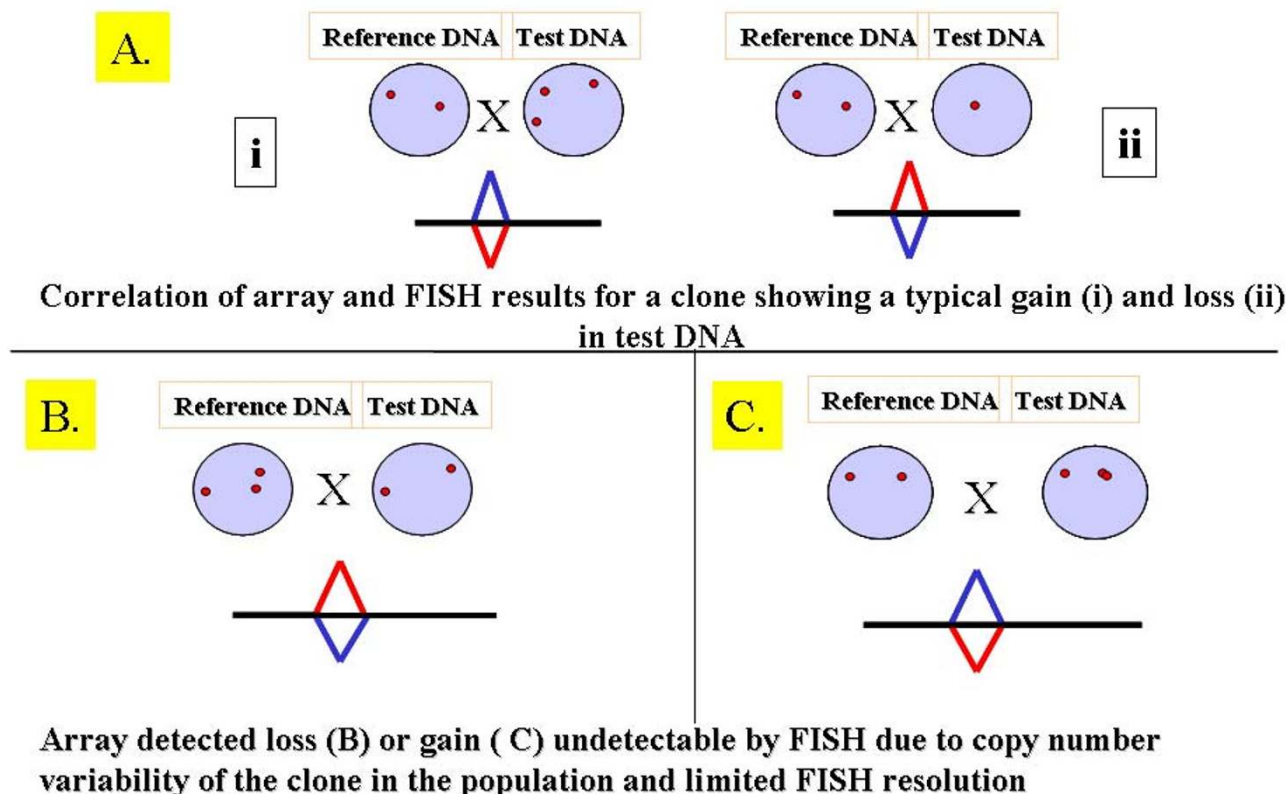 A.
Reference DNA Test DNA
X
i
Reference DNA Test DNA
X
ii
Correlation of array and FISH results for a clone showing a typical gain (i) and loss (ii)
in test DNA
B.
Reference DNA Test DNA
X
C.
Reference DNA Test DNA
X
Array detected loss (B) or gain ( C) undetectable by FISH due to copy number
variability of the clone in the population and limited FISH resolution